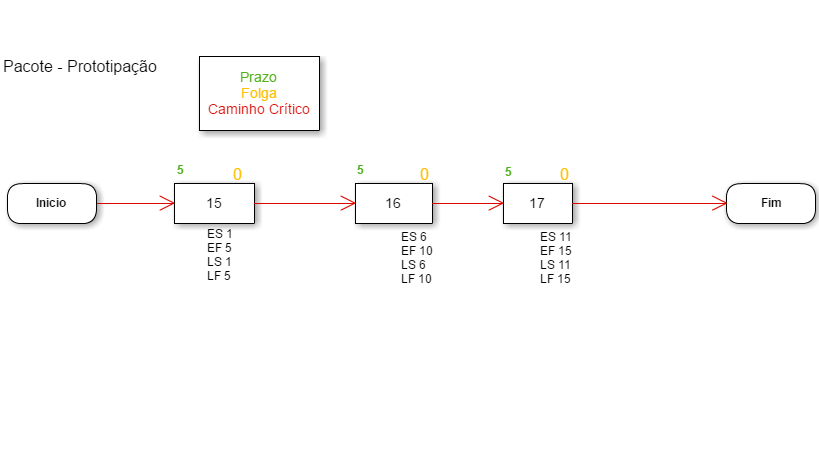 Pacote - Prototipação
Prazo
Folga
Caminho Crítico
5
0
5
0
5
0
Inicio
15
16
17
Fim
ES 1
EF 5
LS 1
LF 5
ES 6
EF 10
LS 6
LF 10
ES 11
EF 15
LS 11
LF 15